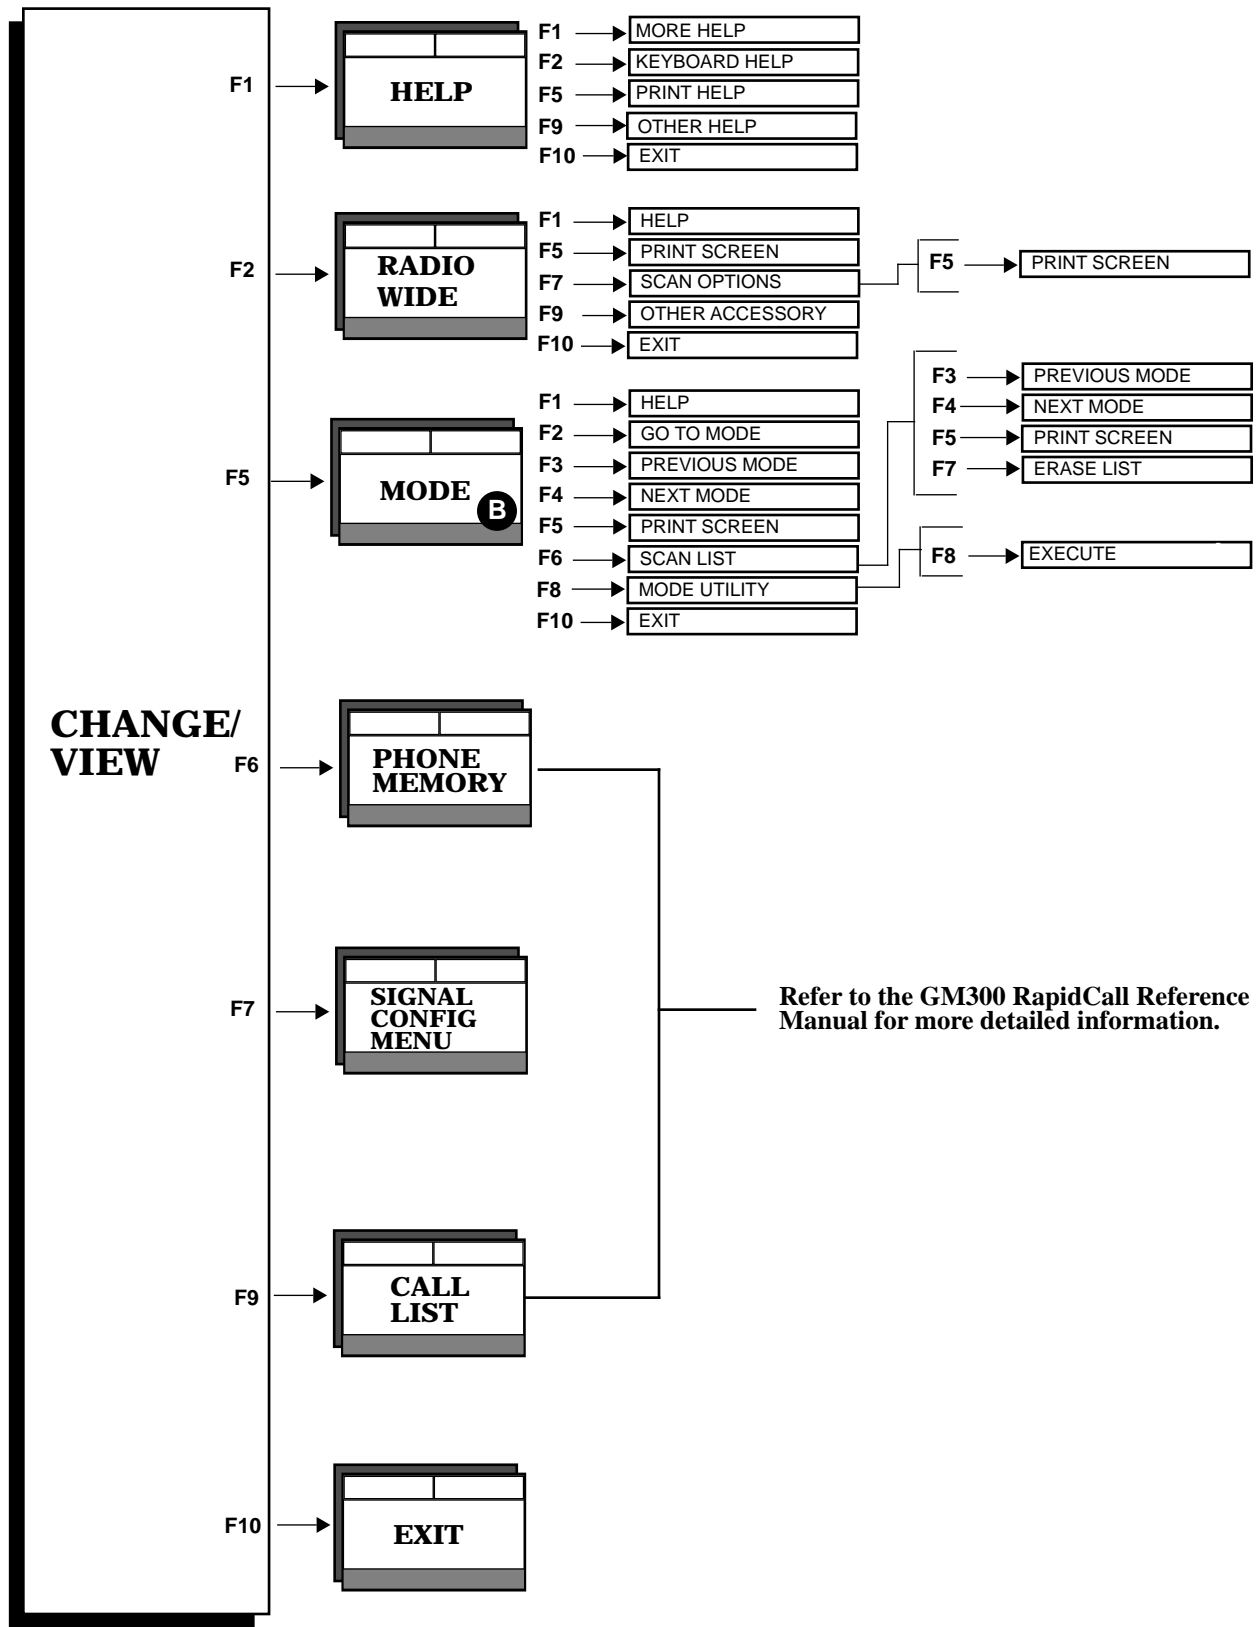 CHANGE/
VIEW
F1
HELP
F1 MORE HELP
F2 KEYBOARD HELP
F5 PRINT HELP
F9 OTHER HELP
F10 EXIT
F2
RADIO
WIDE
F1 HELP
F5 PRINT SCREEN
F7 SCAN OPTIONS
F9 OTHER ACCESSORY
F10 EXIT
F5 PRINT SCREEN
F5
MODE
B
F1 HELP
F2 GO TO MODE
F3 PREVIOUS MODE
F4 NEXT MODE
F5 PRINT SCREEN
F6 SCAN LIST
F8 MODE UTILITY
F10 EXIT
F3 PREVIOUS MODE
F4 NEXT MODE
F5 PRINT SCREEN
F7 ERASE LIST
F8 EXECUTE
F6
PHONE
MEMORY
F7
SIGNAL
CONFIG
MENU
Refer to the GM300 RapidCall Reference
Manual for more detailed information.
F9
CALL
LIST
F10
EXIT